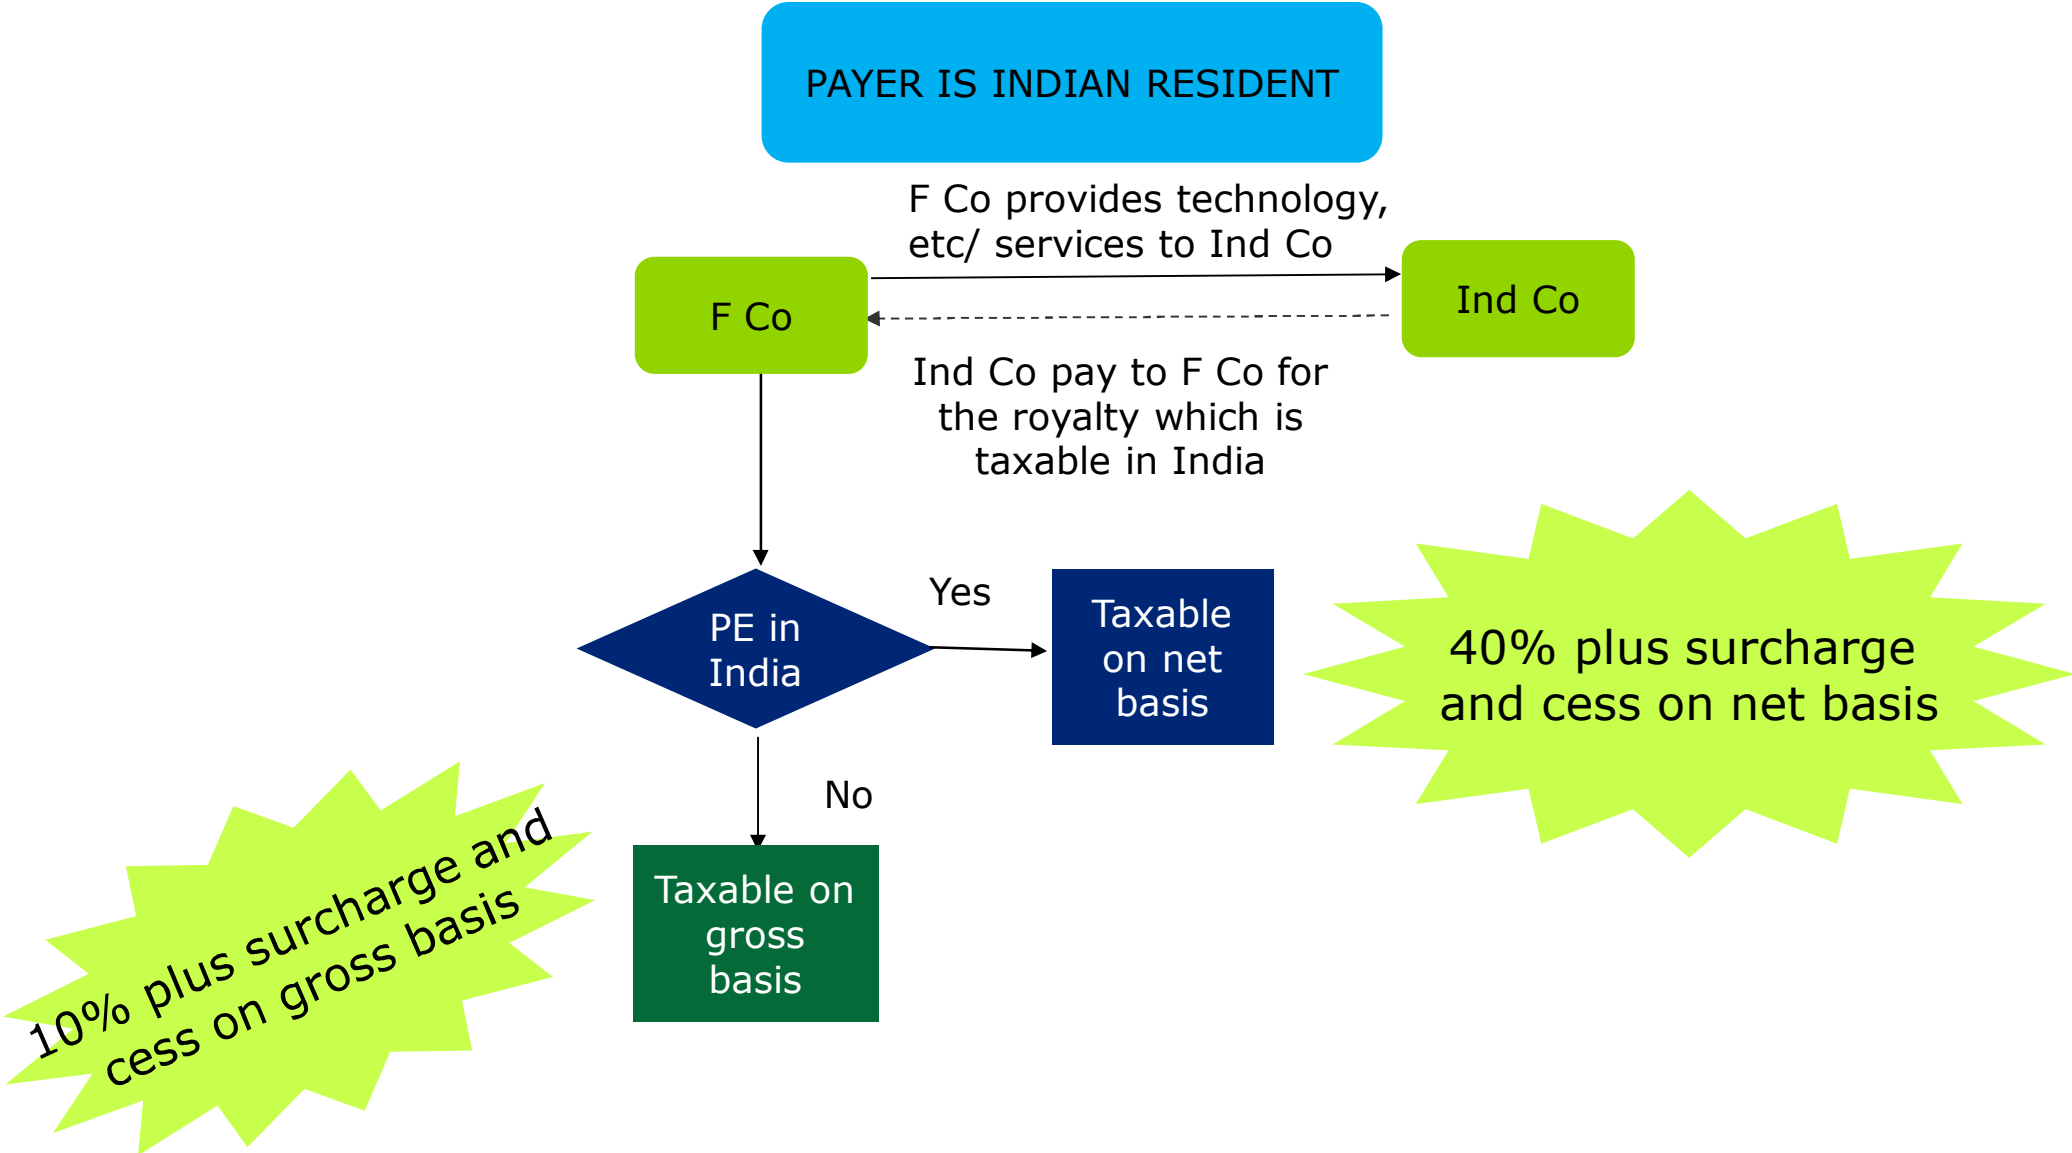 PAYER IS INDIAN RESIDENT
F Co provides technology,
etc/ services to Ind Co
F Co
Ind Co
Ind Co pay to F Co for
the royalty which is
taxable in India
PE in
India
Yes
Taxable
on net
basis
40% plus surcharge
and cess on net basis
No
Taxable on
gross
basis
10% plus surcharge and
cess on gross basis